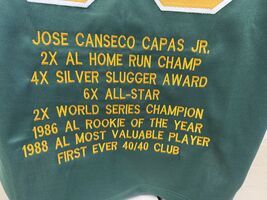 JOSE CANSECO CAPAS JR.
2X AL HOME RUN CHAMP
4X SILVER SLUGGER AWARD
6X ALL-STAR
2X WORLD SERIES CHAMPION
1986 AL ROOKIE OF THE YEAR
1988 AL MOST VALUABLE PLAYER
FIRST EVER 40/40 CLUB